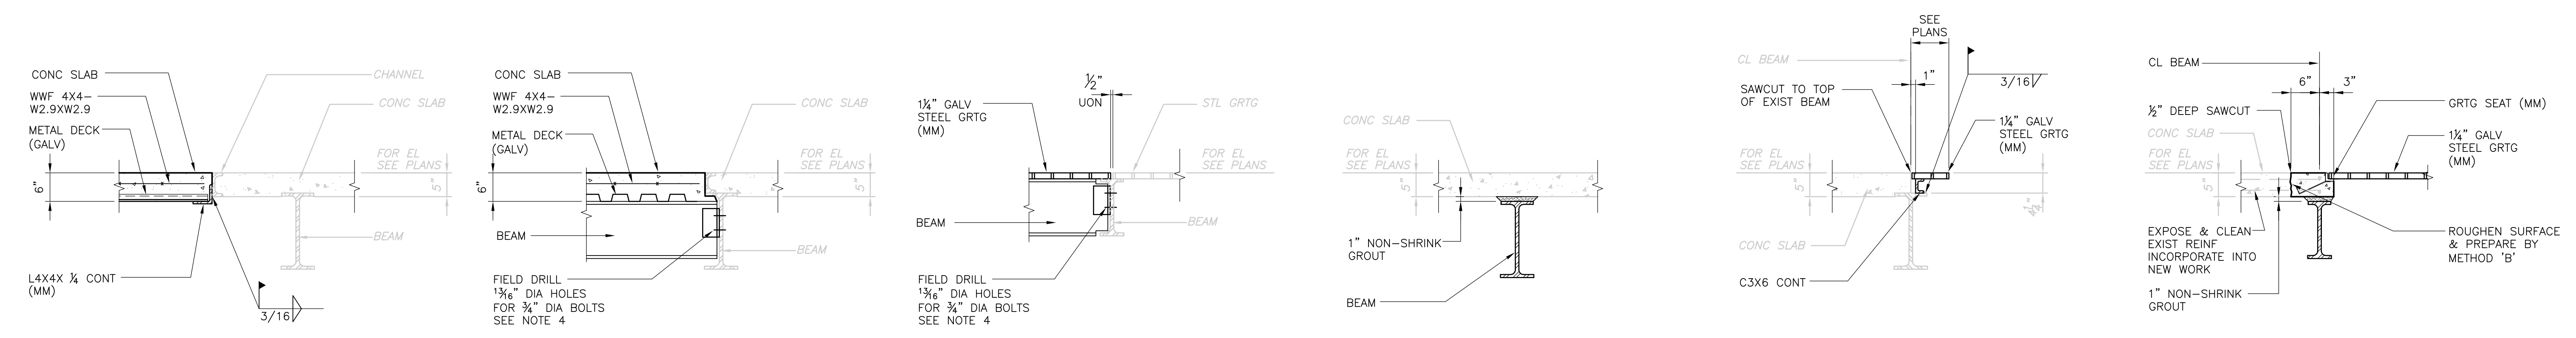 CONC SLAB
WWF 4X4-
W2.9XW2.9
METAL DECK
(GALV)
6"
L4X4X ¼ CONT
(MM)
3/16
CHANNEL
CONC SLAB
FOR EL
SEE PLANS
5"
BEAM
CONC SLAB
WWF 4X4-
W2.9XW2.9
METAL DECK
(GALV)
6"
BEAM
FIELD DRILL
13/16" DIA HOLES
FOR ¾" DIA BOLTS
SEE NOTE 4
CONC SLAB
FOR EL
SEE PLANS
5"
BEAM
½"
UON
1¼" GALV
STEEL GRTG
(MM)
BEAM
FIELD DRILL
13/16" DIA HOLES
FOR ¾" DIA BOLTS
SEE NOTE 4
STL GRTG
FOR EL
SEE PLANS
BEAM
CONC SLAB
FOR EL
SEE PLANS
5"
1" NON-SHRINK
GROUT
BEAM
SEE
PLANS
CL BEAM
1"
SAWCUT TO TOP
OF EXIST BEAM
3/16
1¼" GALV
STEEL GRTG
(MM)
FOR EL
SEE PLANS
5"
4¼"
CONC SLAB
C3X6 CONT
CL BEAM
6"
3"
½" DEEP SAWCUT
CONC SLAB
FOR EL
SEE PLANS
5"
GRTG SEAT (MM)
1¼" GALV
STEEL GRTG
(MM)
EXPOSE & CLEAN
EXIST REINF
INCORPORATE INTO
NEW WORK
1" NON-SHRINK
GROUT
ROUGHEN SURFACE
& PREPARE BY
METHOD 'B'